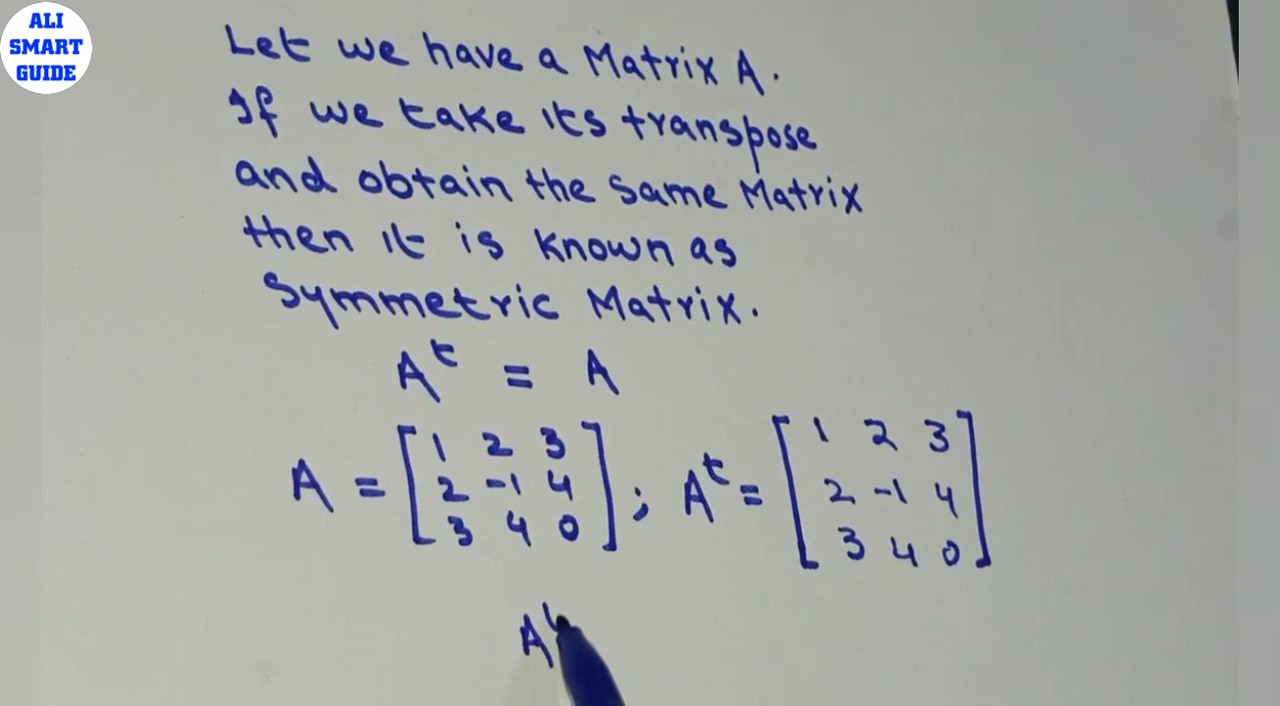 ALI
SMART
GUIDE
Let we have a Matrix A.
If we take its transpose
and obtain the same Matrix
then it is known as
Symmetric Matrix.
A^t = A
A = [1 2 3
2 -1 4
3 4 0] ; A^t = [1 2 3
2 -1 4
3 4 0]
A